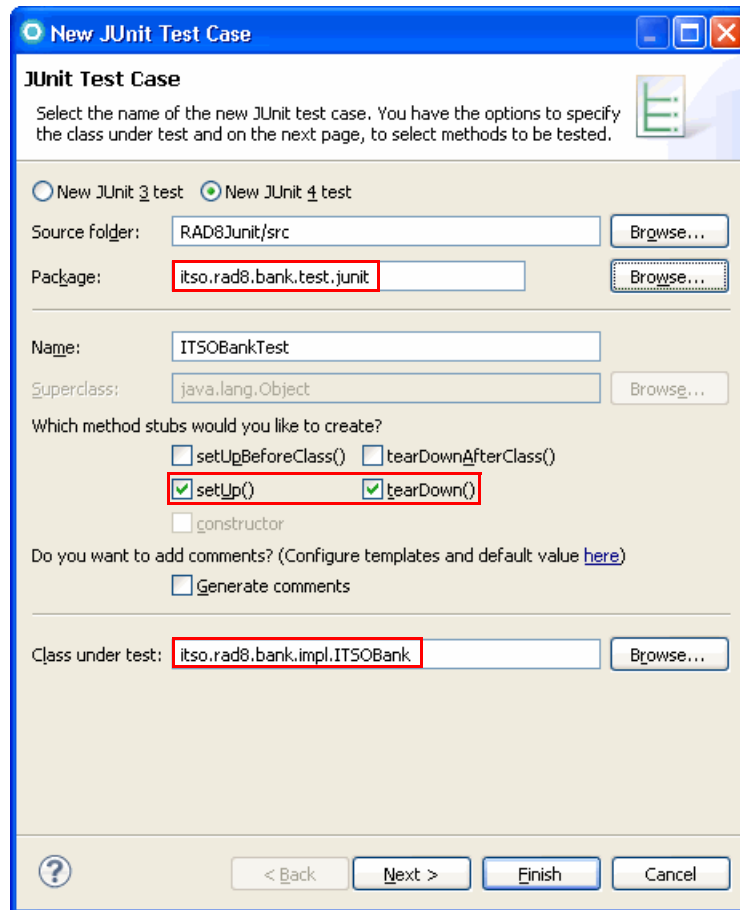 New JUnit Test Case
JUnit Test Case
Select the name of the new JUnit test case. You have the options to specify
the class under test and on the next page, to select methods to be tested.
New JUnit 3 test New JUnit 4 test
Source folder: RAD8Junit/src Browse...
Package: itso.rad8.bank.test.junit Browse...
Name: ITSOBankTest
Superclass: java.lang.Object Browse...
Which method stubs would you like to create?
setUpBeforeClass() tearDownAfterClass()
setUp() tearDown()
constructor
Do you want to add comments? (Configure templates and default value here)
Generate comments
Class under test: itso.rad8.bank.impl.ITSOBank Browse...
? < Back Next > Finish Cancel